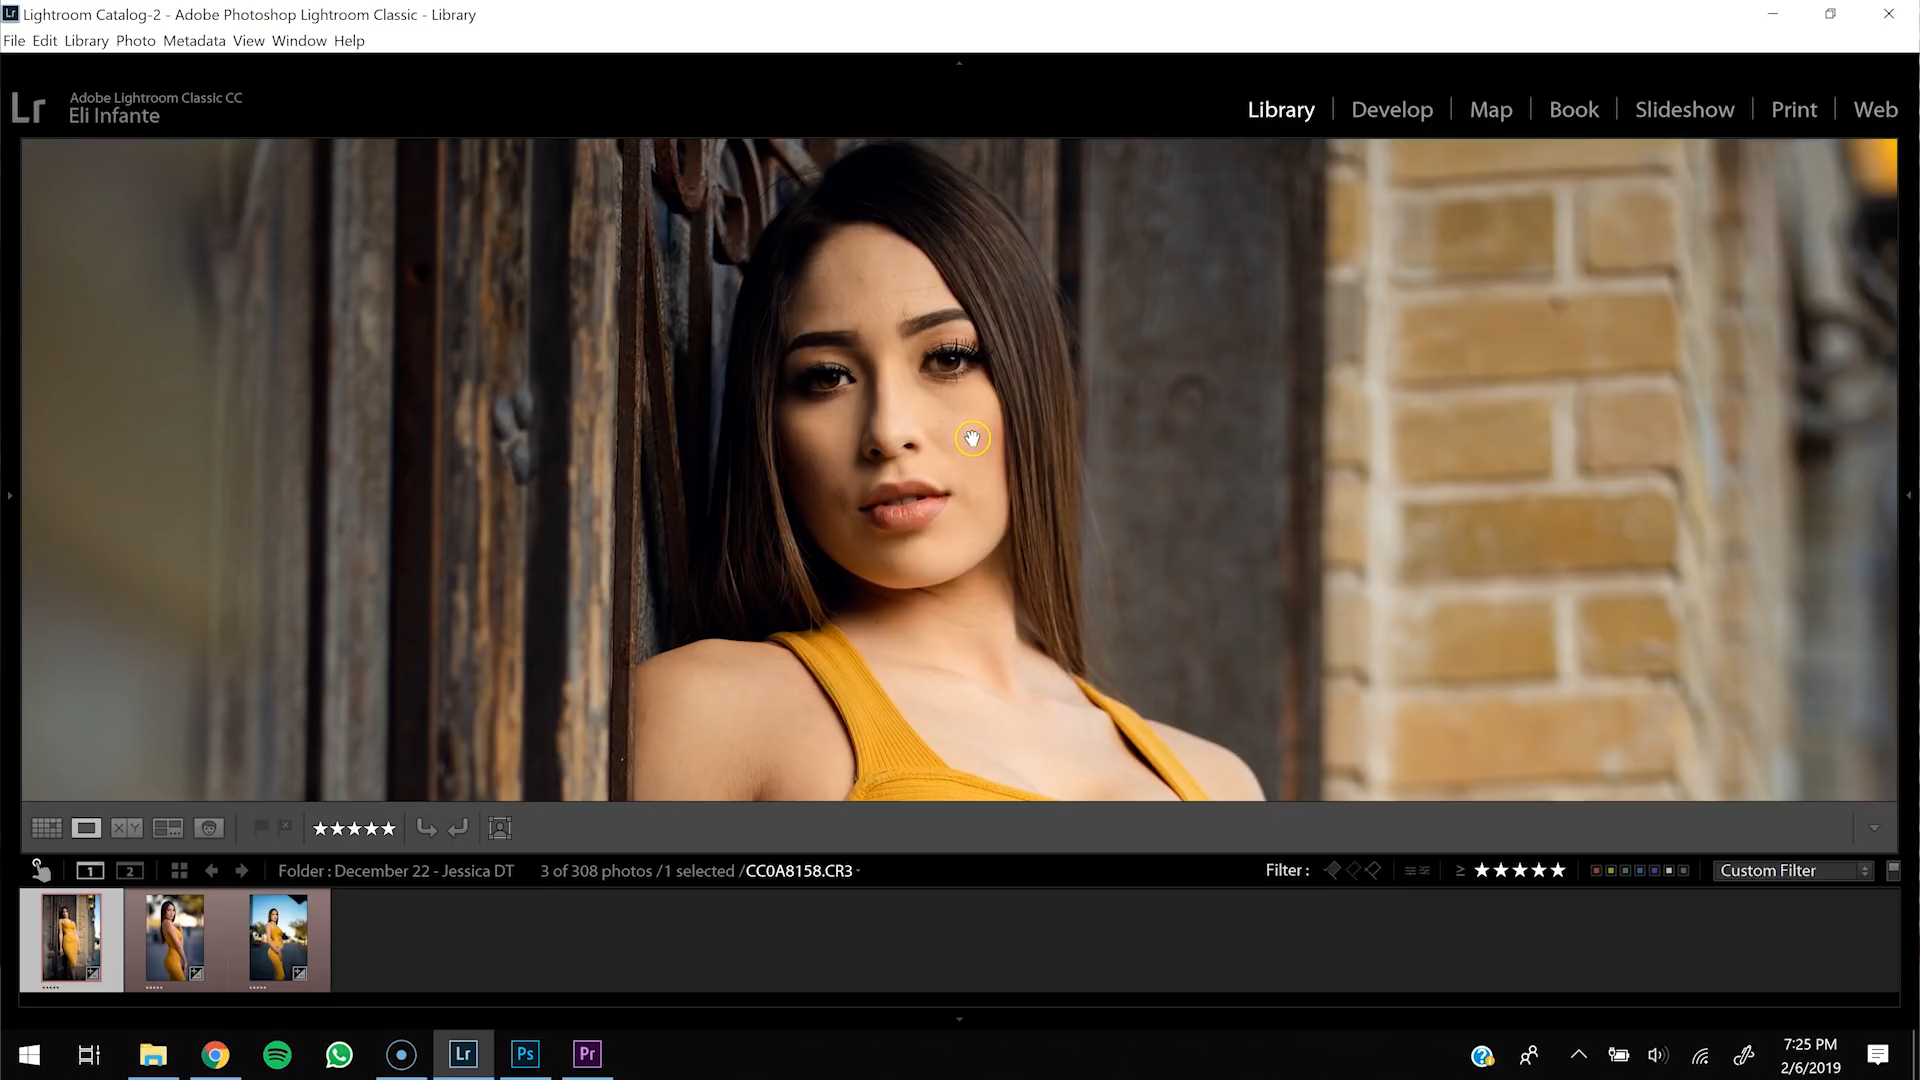 Lr Lightroom Catalog-2 - Adobe Photoshop Lightroom Classic - Library
File Edit Library Photo Metadata View Window Help
Lr Adobe Lightroom Classic CC
Eli Infante
Library | Develop | Map | Book | Slideshow | Print | Web
X Y
1 2 Folder : December 22 - Jessica DT 3 of 308 photos /1 selected /CC0A8158.CR3 Filter : ≥ ★★★★★ Custom Filter
Lr Ps Pr
7:25 PM
2/6/2019